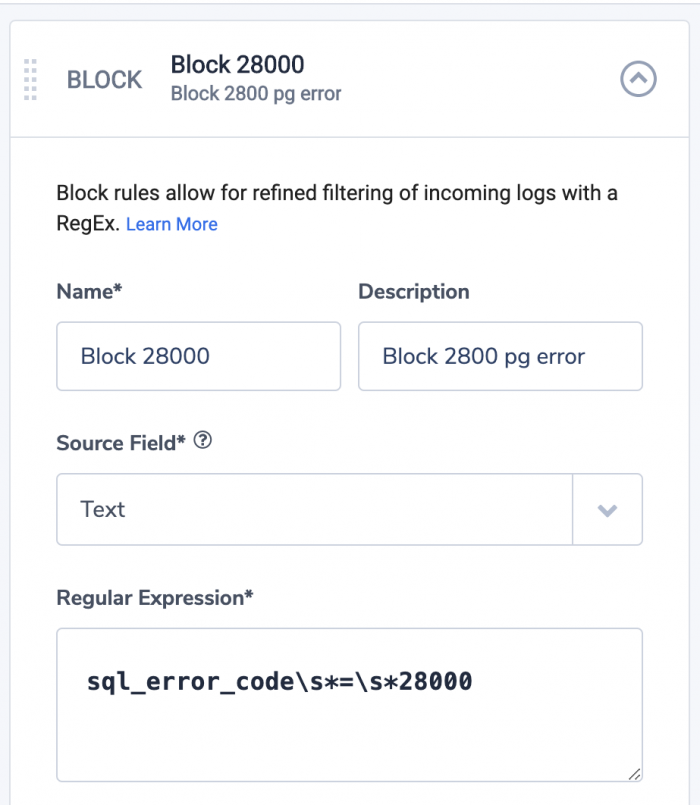 BLOCK
Block 28000
Block 2800 pg error
Block rules allow for refined filtering of incoming logs with a
RegEx. Learn More
Name* Description
Block 28000 Block 2800 pg error
Source Field* ?
Text
Regular Expression*
sql_error_code\s*=\s*28000